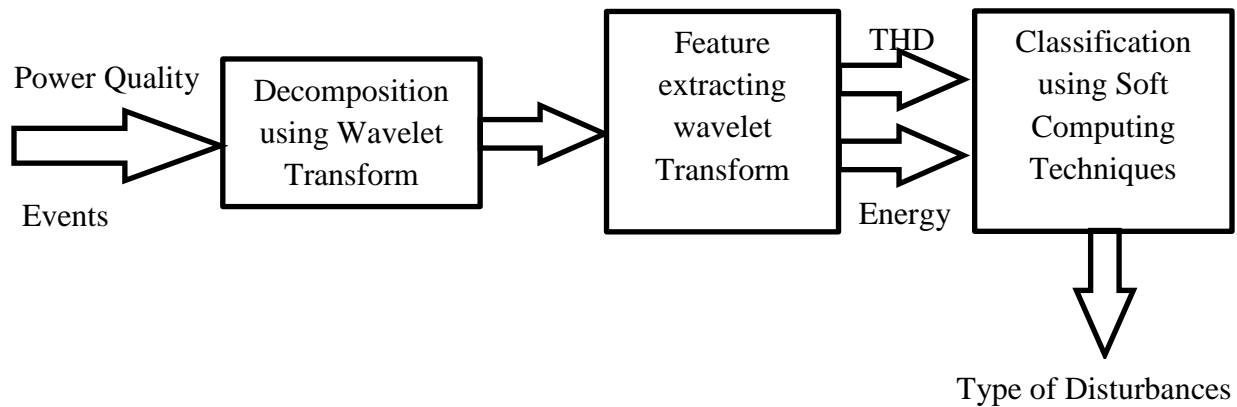 Power Quality
Events
Decomposition
using Wavelet
Transform
Feature
extracting
wavelet
Transform
THD
Energy
Classification
using Soft
Computing
Techniques
Type of Disturbances